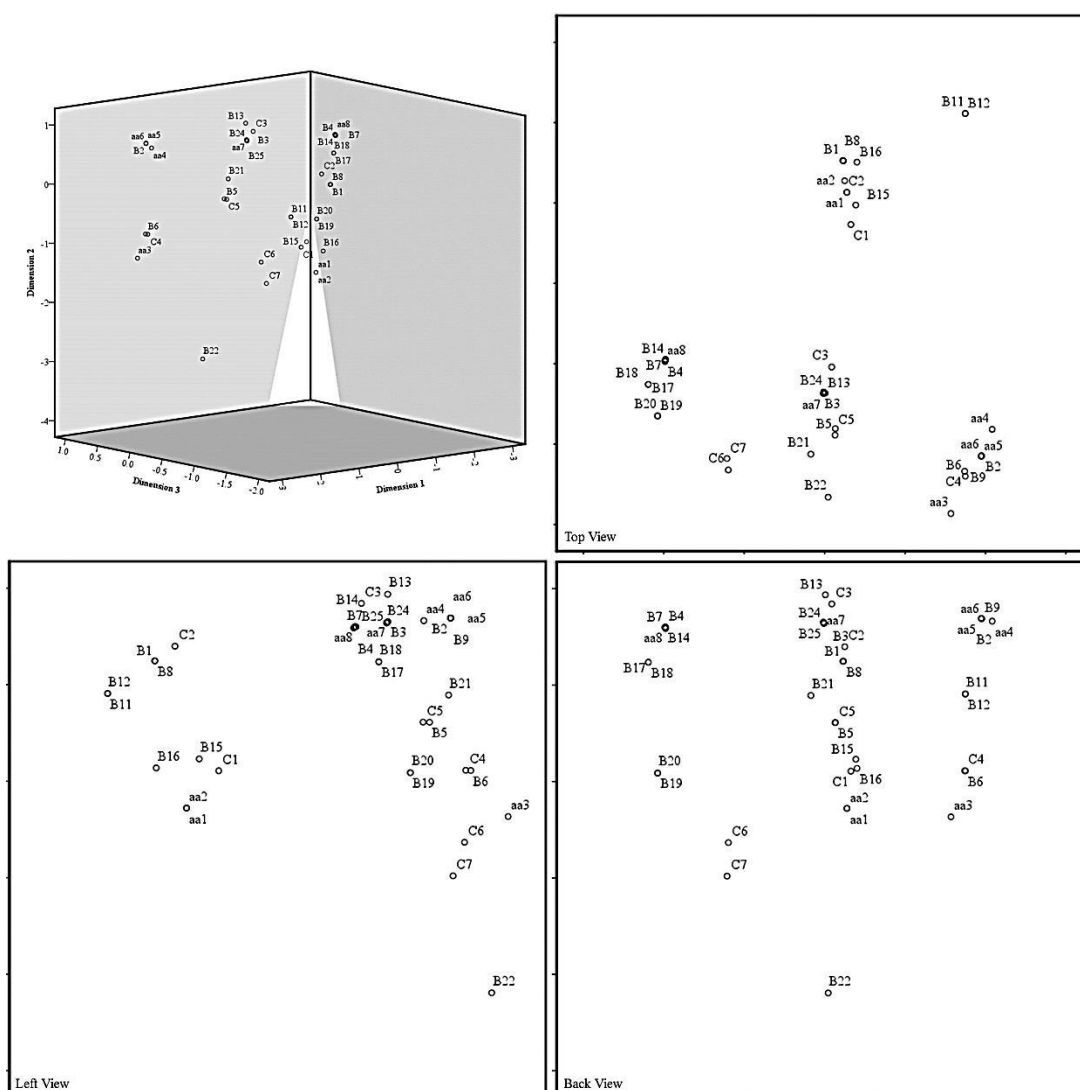 B13
C3
B4 aa8
aa6 aa5
B24 B3
B14 B7
B2 aa4
aa7
B18
B25
B17
B21
C2
B8
B5
B1
C5
B11 B20
B6
B12 B19
C4
B15 B16
aa3
C6
C1
aa1
C7
aa2
B22
1
0
-1
-2
-3
-4
Dimension 2
1.0
0.5
0.0
-0.5
-1.0
-1.5
-2.0
Dimension 3
2
1
0
-1
-2
-3
Dimension 1
B11 B12
B8
B1 B16
aa2 C2
B15
aa1
C1
B14 aa8
C3
B7 B4
B18 B17
B24 B13
aa7 B3
B20 B19
B5 C5
aa4
C7
B21
aa6 aa5
C6
B6 B2
C4 B9
B22
aa3
Top View
B13
C3
B14
aa6
B7 B25 B24 aa4
aa5
aa8 aa7 B3 B2
B9
C2
B4 B18
B1
B17
B8
B12
B21
B11
C5
B5
B15
B16 C1
B20 C4
B19 B6
aa2
aa3
aa1
C6
C7
B22
Left View
B13 C3
B7 B4
B24 aa7
aa6 B9
aa8 B14
B25
aa5 aa4
B3 C2
B2
B17 B18
B1
B8
B21
B11
B12
C5
B5
B15
B20
C4
B19
C1 B16
B6
aa2
aa3
aa1
C6
C7
B22
Back View